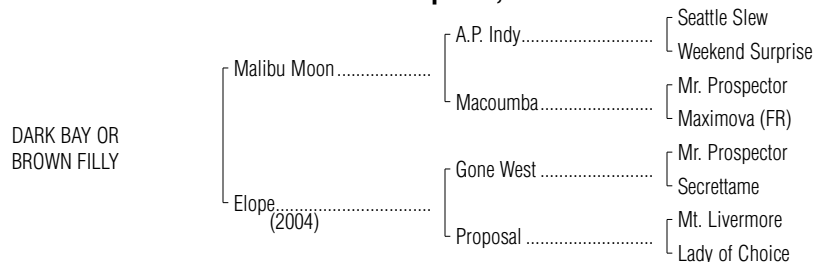 Seattle Slew
A.P. Indy
Weekend Surprise
Malibu Moon
Mr. Prospector
Macoumba
Maximova (FR)
DARK BAY OR
BROWN FILLY
Mr. Prospector
Gone West
Secrettame
Elope
(2004)
Mt. Livermore
Proposal
Lady of Choice